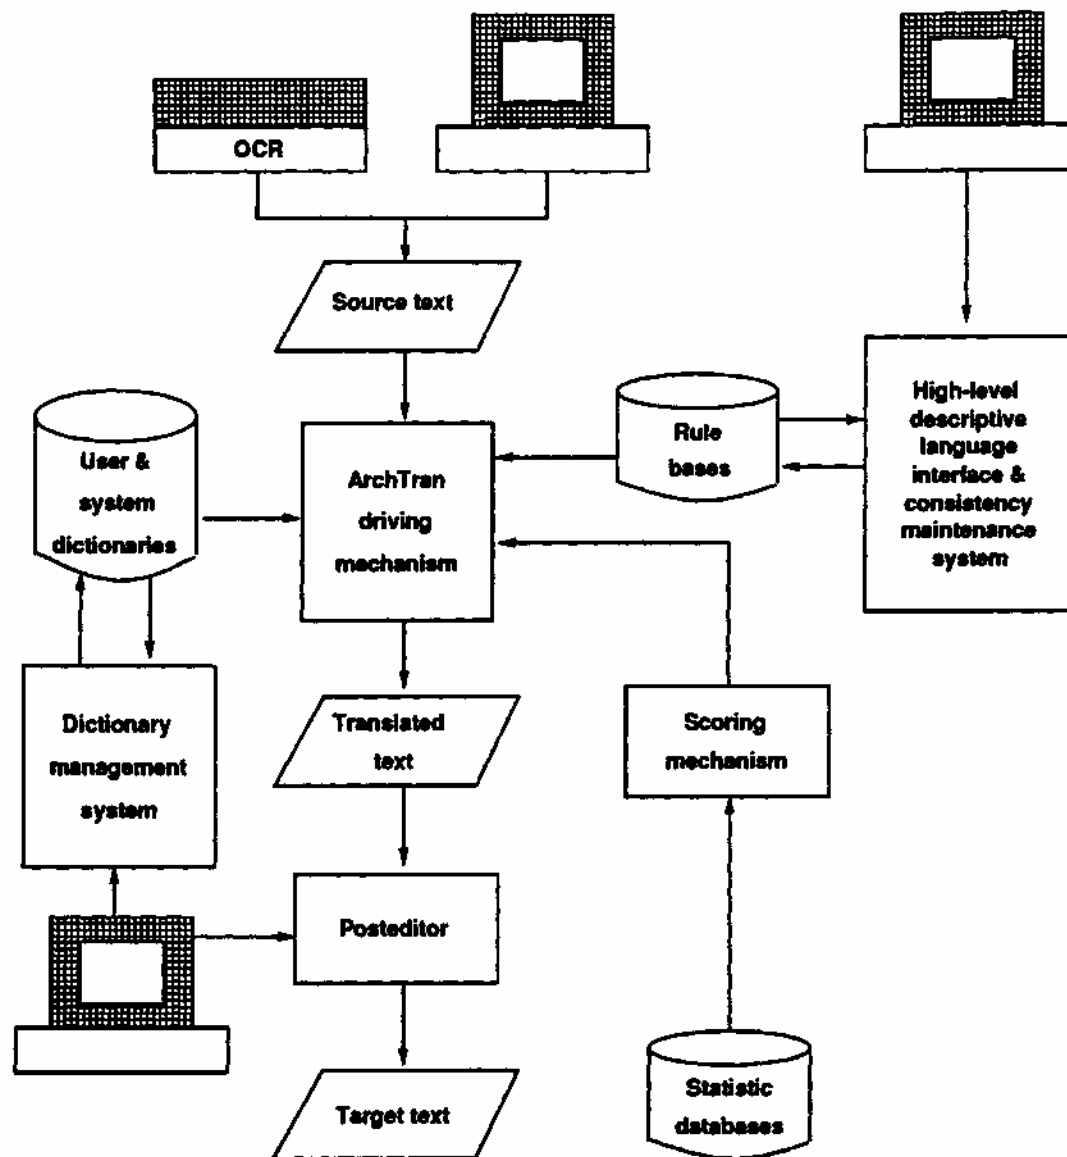 OCR
Source text
User &
system
dictionaries
ArchTran
driving
mechanism
Rule
bases
High-level
descriptive
language
interface &
consistency
maintenance
system
Dictionary
management
system
Translated
text
Scoring
mechanism
Posteditor
Target text
Statistic
databases